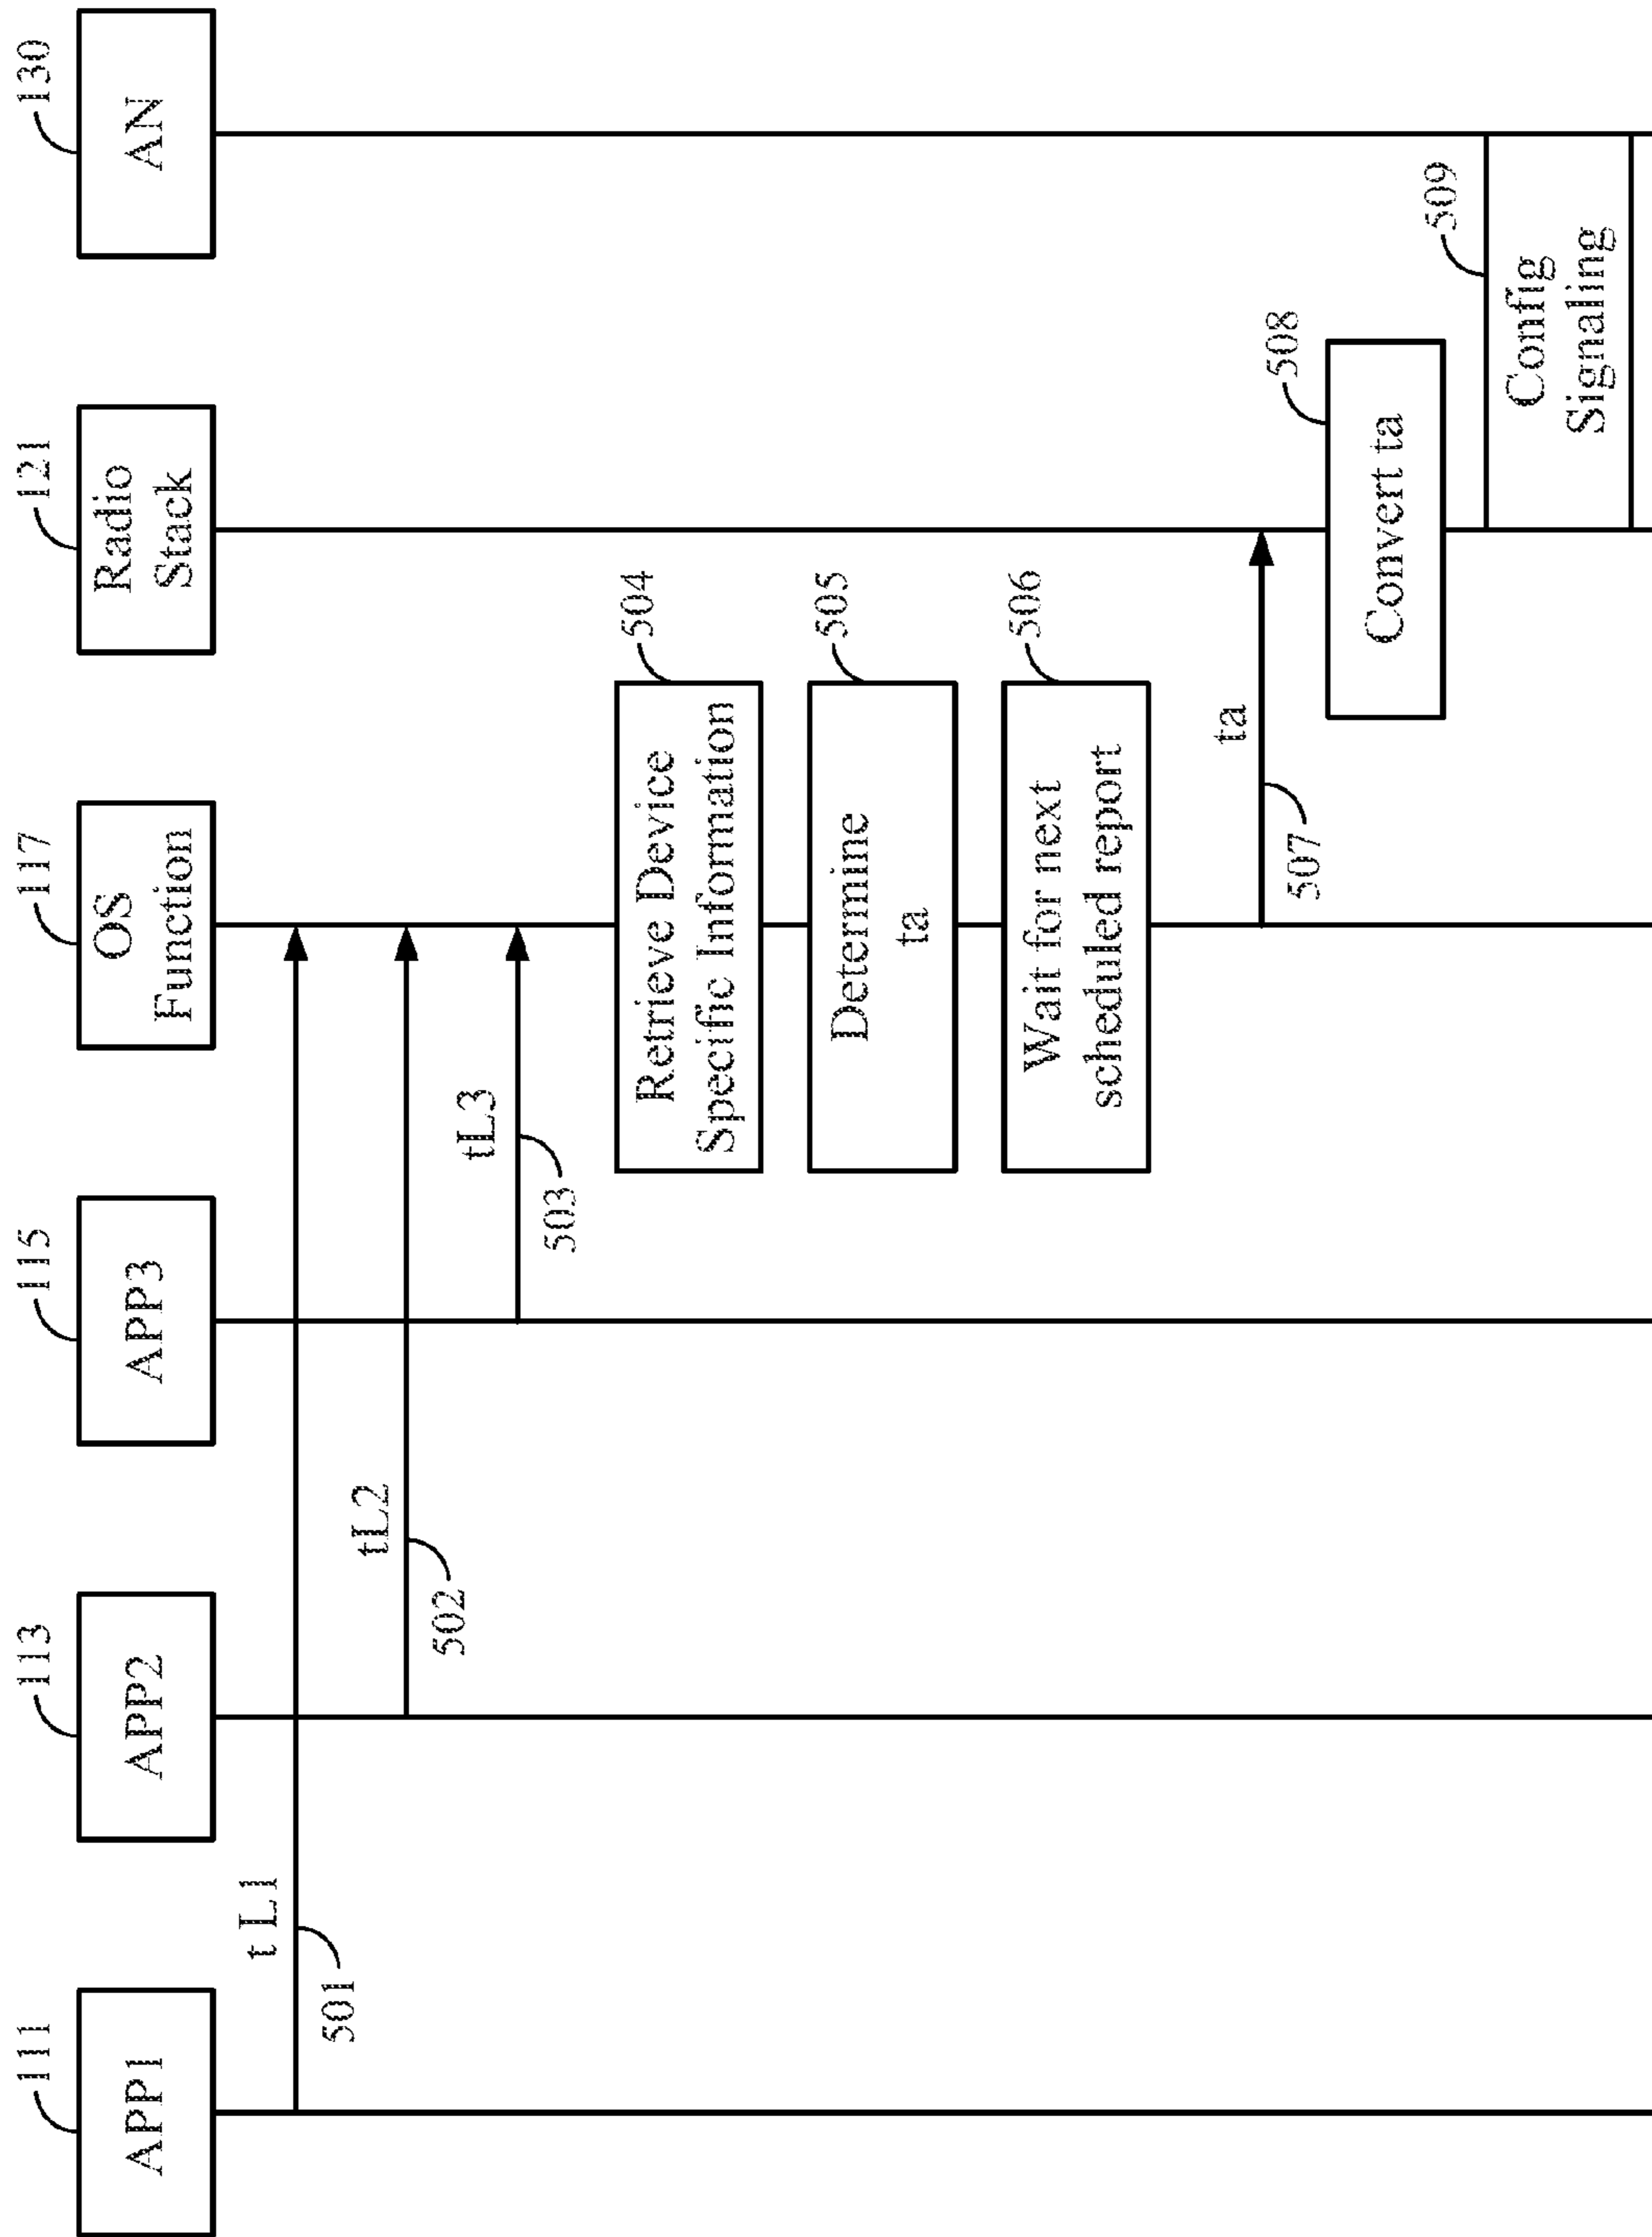 111
113
115
117
121
130
APP1
APP2
APP3
OS
Function
Radio
Stack
AN
t L1
501
tL2
502
tL3
503
Retrieve Device
Specific Information
504
Determine
ta
505
Wait for next
scheduled report
506
ta
507
Convert ta
508
Config
Signaling
509